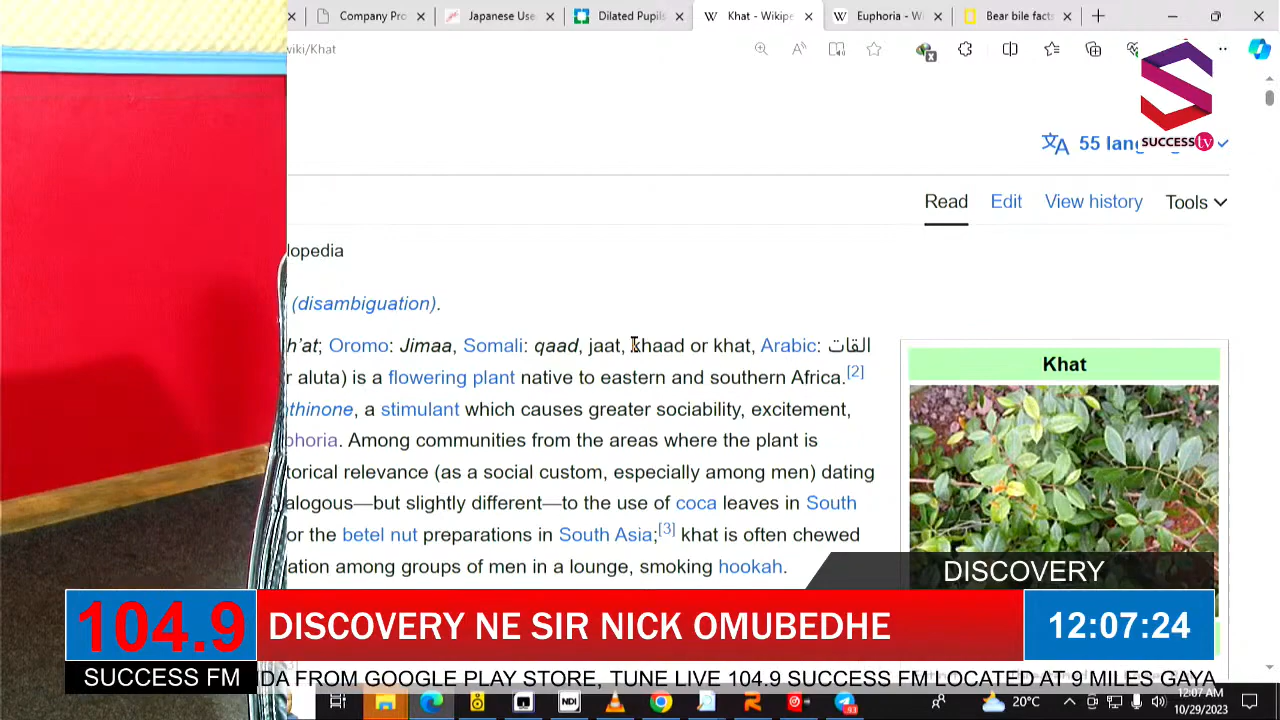 Company Pro
Japanese Use
Dilated Pupils
Khat - Wikipe
Euphoria - W
Bear bile facts
wiki/Khat
SUCCESS tv
55 lang
Read Edit View history Tools
lopedia
(disambiguation).
h'at; Oromo: Jimaa, Somali: qaad, jaat, khaad or khat, Arabic: القات
r aluta) is a flowering plant native to eastern and southern Africa.[2]
thinone, a stimulant which causes greater sociability, excitement,
phoria. Among communities from the areas where the plant is
torical relevance (as a social custom, especially among men) dating
alogous—but slightly different—to the use of coca leaves in South
or the betel nut preparations in South Asia;[3] khat is often chewed
ation among groups of men in a lounge, smoking hookah.
Khat
DISCOVERY
104.9
DISCOVERY NE SIR NICK OMUBEDHE
12:07:24
SUCCESS FM
DA FROM GOOGLE PLAY STORE, TUNE LIVE 104.9 SUCCESS FM LOCATED AT 9 MILES GAYA
NDI
93
20°C
12:07 AM
10/29/2023